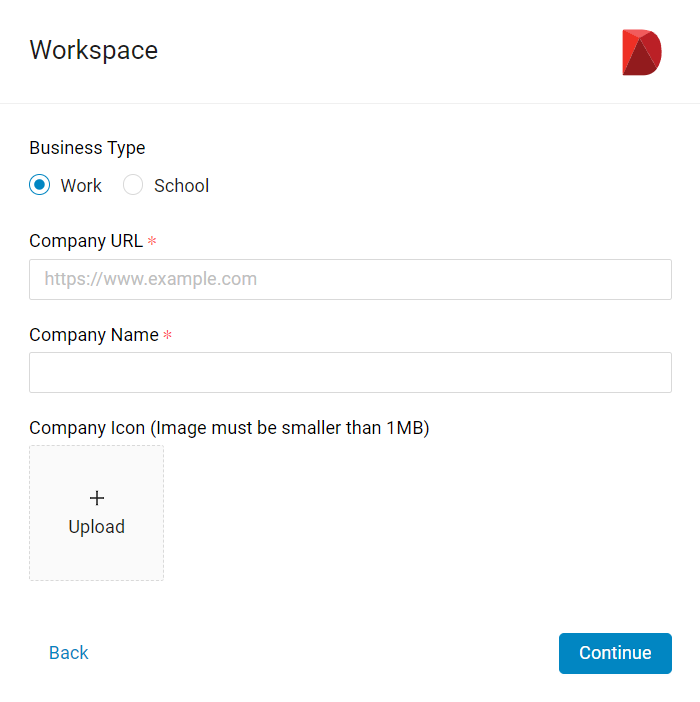 Workspace
Business Type
Work School
Company URL *
https://www.example.com
Company Name *
Company Icon (Image must be smaller than 1MB)
+
Upload
Back Continue